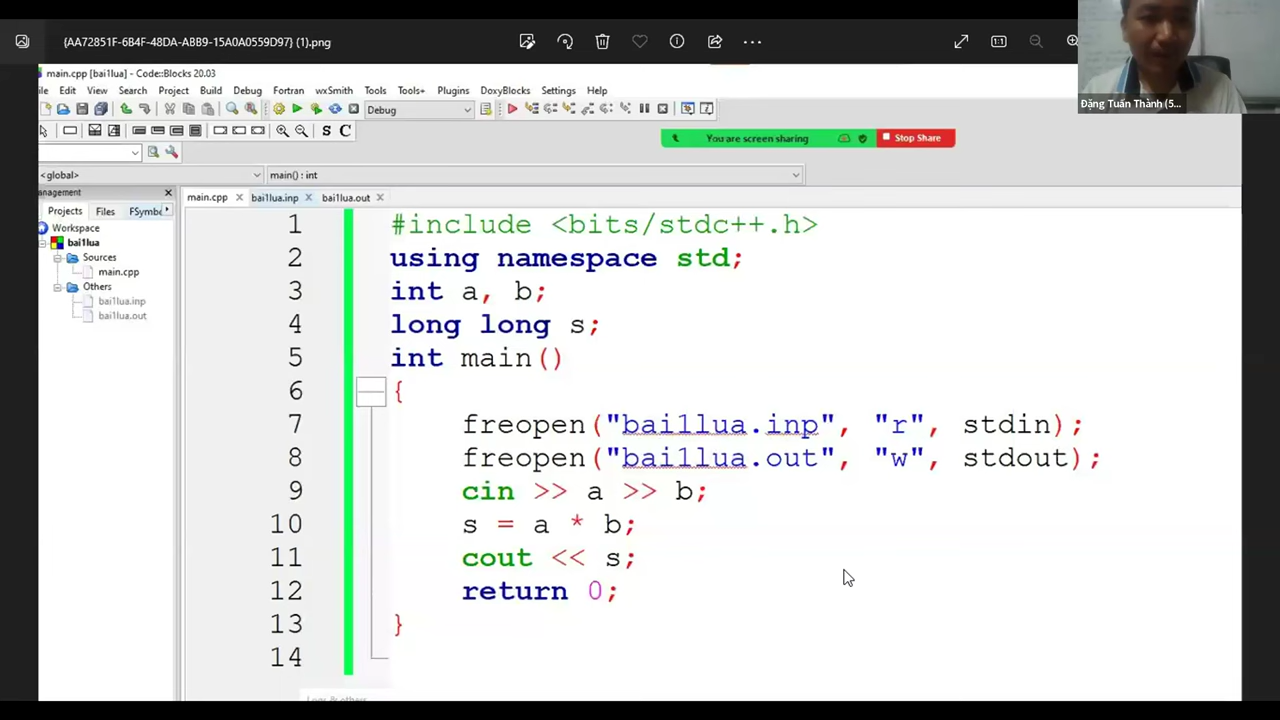 {AA72851F-6B4F-48DA-ABB9-15A0A0559D97} (1).png
Đặng Tuấn Thành (5...
main.cpp [bai1lua] - Code::Blocks 20.03
Edit View Search Project Build Debug Fortran wxSmith Tools Tools+ Plugins DoxyBlocks Settings Help
Debug
S C
You are screen sharing
Stop Share
<global>
main() : int
Projects Files FSymbo
main.cpp bai1lua.inp bai1lua.out
Workspace
bai1lua
Sources
main.cpp
Others
bai1lua.inp
bai1lua.out
1 #include <bits/stdc++.h>
2 using namespace std;
3 int a, b;
4 long long s;
5 int main()
6 {
7 freopen("bai1lua.inp", "r", stdin);
8 freopen("bai1lua.out", "w", stdout);
9 cin >> a >> b;
10 s = a * b;
11 cout << s;
12 return 0;
13 }
14